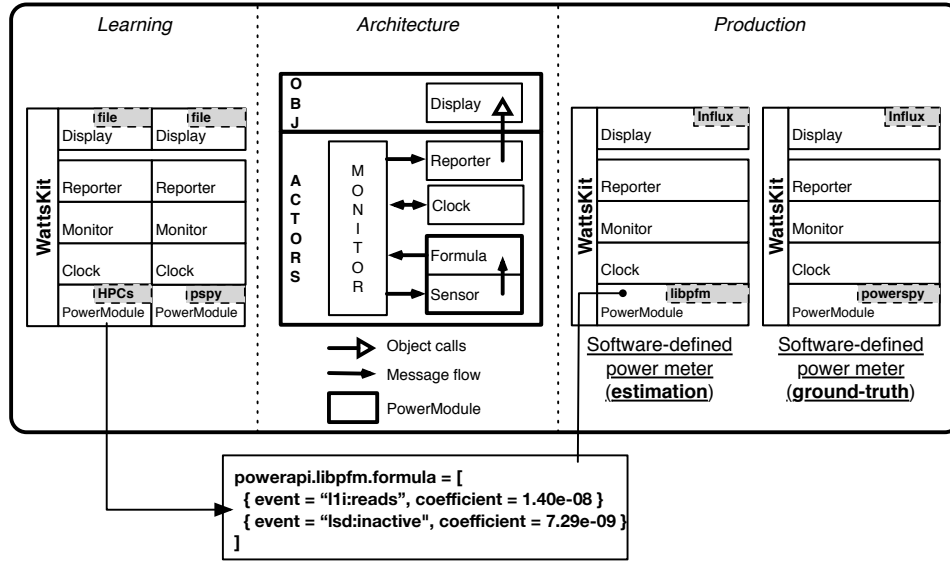 Learning
WattsKit
file
file
Display
Display
Reporter
Reporter
Monitor
Monitor
Clock
Clock
HPCs
pspy
PowerModule
PowerModule
Architecture
OBJ
Display
ACTORS
MONITOR
Reporter
Clock
Formula
Sensor
Object calls
Message flow
PowerModule
Production
WattsKit
Influx
Display
Reporter
Monitor
Clock
libpfm
PowerModule
Software-defined
power meter
(estimation)
WattsKit
Influx
Display
Reporter
Monitor
Clock
powerspy
PowerModule
Software-defined
power meter
(ground-truth)
powerapi.libpfm.formula = [
{ event = “l1i:reads”, coefficient = 1.40e-08 }
{ event = “lsd:inactive", coefficient = 7.29e-09 }
]